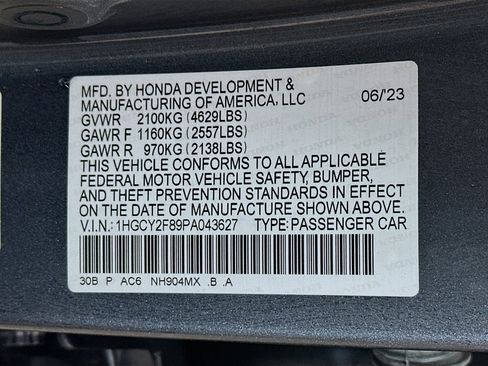 MFD. BY HONDA DEVELOPMENT &
MANUFACTURING OF AMERICA, LLC 06/23
GVWR 2100KG (4629LBS)
GAWR F 1160KG (2557LBS)
GAWR R 970KG (2138LBS)
THIS VEHICLE CONFORMS TO ALL APPLICABLE
FEDERAL MOTOR VEHICLE SAFETY, BUMPER,
AND THEFT PREVENTION STANDARDS IN EFFECT
ON THE DATE OF MANUFACTURE SHOWN ABOVE.
V.I.N.: 1HGCY2F89PA043627 TYPE: PASSENGER CAR
30B P AC6 NH904MX .B .A